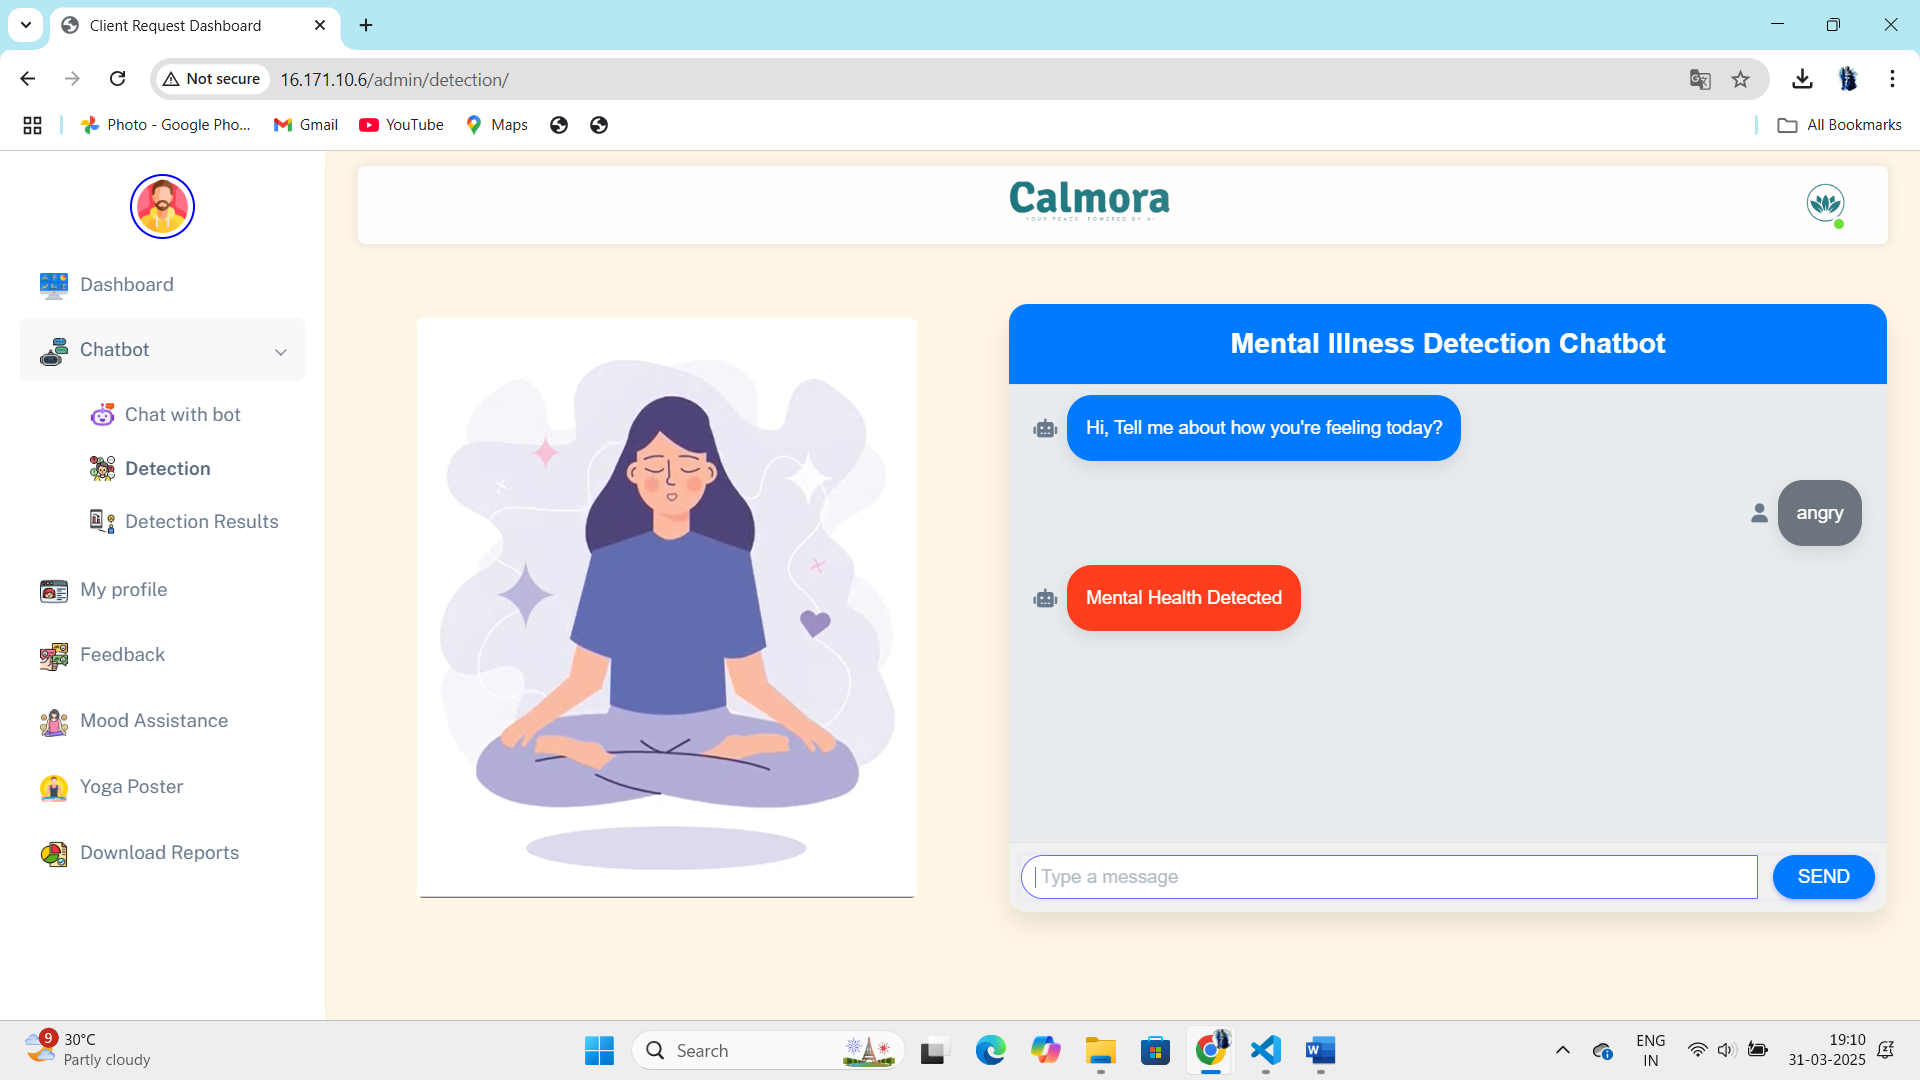 Client Request Dashboard
Not secure
16.171.10.6/admin/detection/
Photo - Google Pho...
Gmail
YouTube
Maps
All Bookmarks
Calmora
YOUR PEACE, POWERED BY AI
Dashboard
Chatbot
Chat with bot
Detection
Detection Results
My profile
Feedback
Mood Assistance
Yoga Poster
Download Reports
Mental Illness Detection Chatbot
Hi, Tell me about how you're feeling today?
angry
Mental Health Detected
Type a message
SEND
9
30°C
Partly cloudy
Search
W
ENG
IN
19:10
31-03-2025